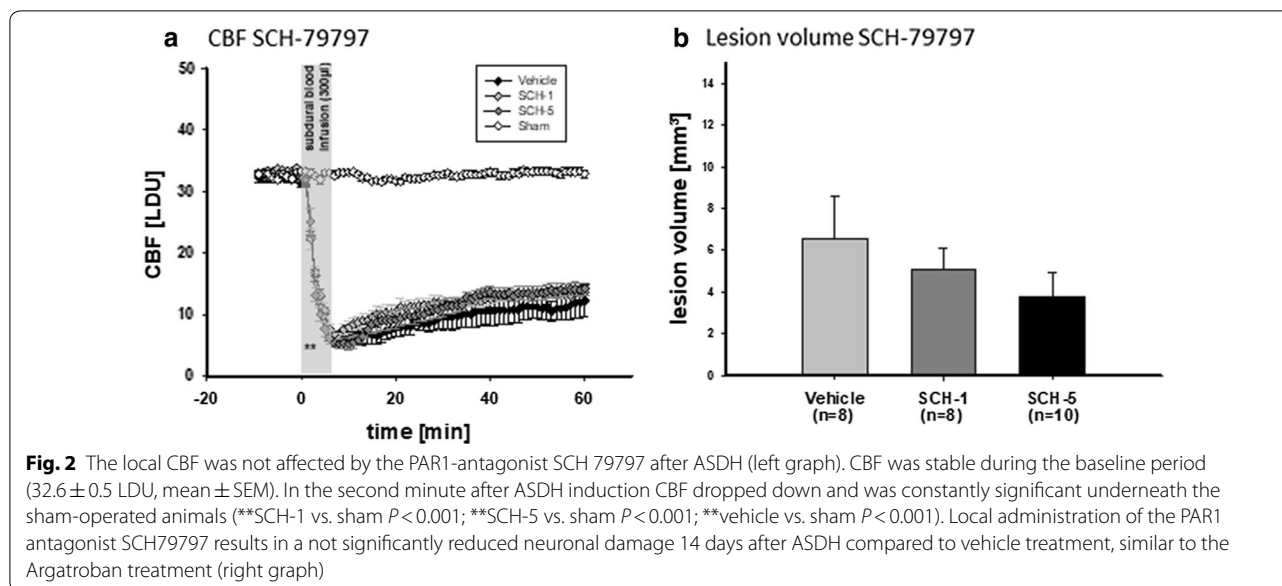 a CBF SCH-79797
50
40
30
20
10
0
CBF [LDU]
subdural blood
infusion (300µl)
Vehicle
SCH-1
SCH-5
Sham
-20
0
20
40
60
time [min]
b Lesion volume SCH-79797
14
12
10
8
6
4
2
0
lesion volume [mm³]
**
Vehicle
(n=8)
SCH-1
(n=8)
SCH-5
(n=10)
Fig. 2 The local CBF was not affected by the PAR1-antagonist SCH 79797 after ASDH (left graph). CBF was stable during the baseline period
(32.6 ± 0.5 LDU, mean ± SEM). In the second minute after ASDH induction CBF dropped down and was constantly significant underneath the
sham-operated animals (**SCH-1 vs. sham P < 0.001; **SCH-5 vs. sham P < 0.001; **vehicle vs. sham P < 0.001). Local administration of the PAR1
antagonist SCH79797 results in a not significantly reduced neuronal damage 14 days after ASDH compared to vehicle treatment, similar to the
Argatroban treatment (right graph)